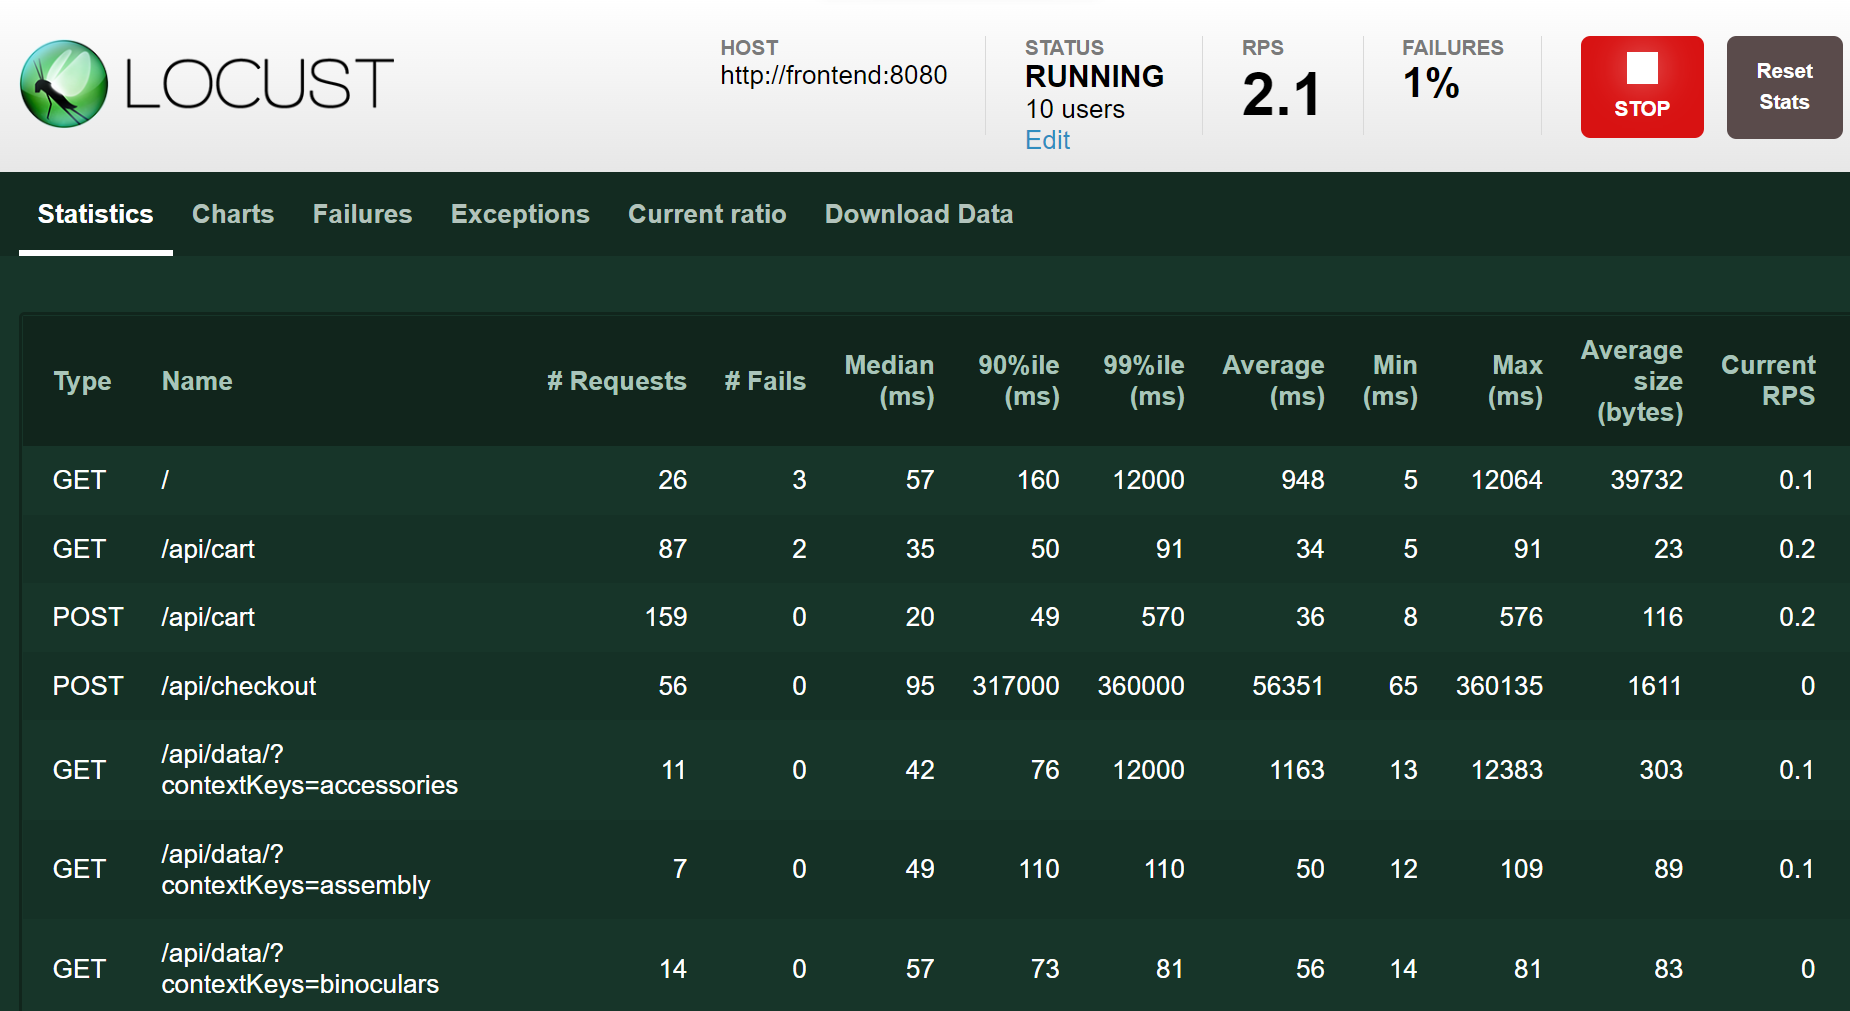 LOCUST
HOST
http://frontend:8080
STATUS
RUNNING
10 users
Edit
RPS
2.1
FAILURES
1%
STOP
Reset
Stats
Statistics Charts Failures Exceptions Current ratio Download Data
Type Name # Requests # Fails Median (ms) 90%ile (ms) 99%ile (ms) Average (ms) Min (ms) Max (ms) Average size (bytes) Current RPS
GET / 26 3 57 160 12000 948 5 12064 39732 0.1
GET /api/cart 87 2 35 50 91 34 5 91 23 0.2
POST /api/cart 159 0 20 49 570 36 8 576 116 0.2
POST /api/checkout 56 0 95 317000 360000 56351 65 360135 1611 0
GET /api/data/?contextKeys=accessories 11 0 42 76 12000 1163 13 12383 303 0.1
GET /api/data/?contextKeys=assembly 7 0 49 110 110 50 12 109 89 0.1
GET /api/data/?contextKeys=binoculars 14 0 57 73 81 56 14 81 83 0